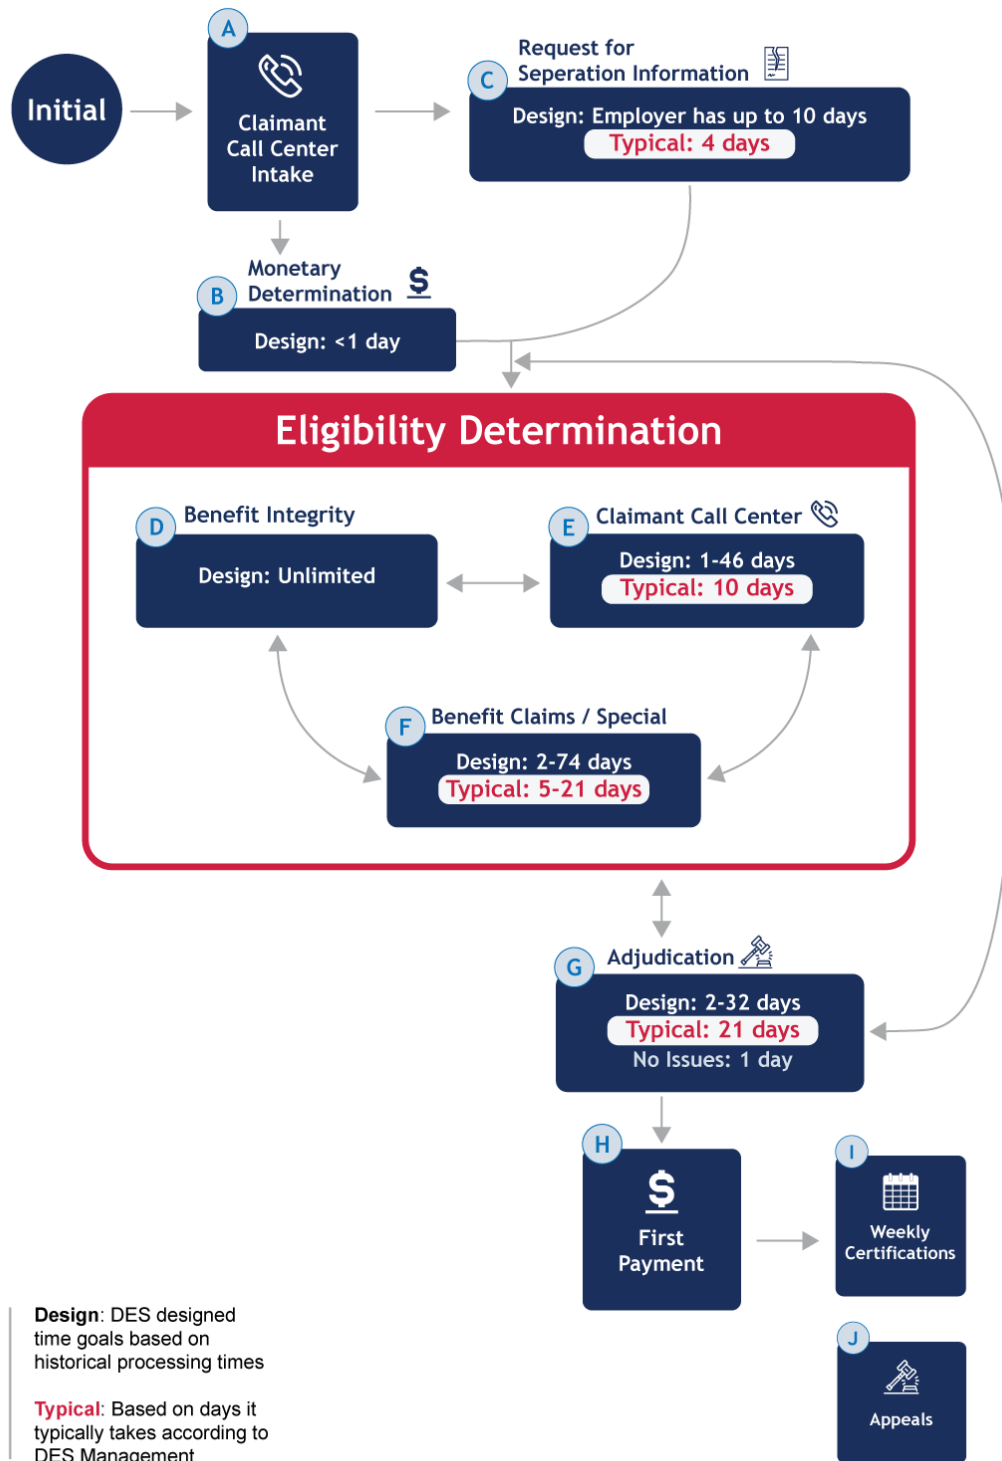 Initial
A
Claimant
Call Center
Intake
C
Request for
Seperation Information
Design: Employer has up to 10 days
Typical: 4 days
B
Monetary
Determination
$
Design: <1 day
Eligibility Determination
D
Benefit Integrity
Design: Unlimited
E
Claimant Call Center
Design: 1-46 days
Typical: 10 days
F
Benefit Claims / Special
Design: 2-74 days
Typical: 5-21 days
G
Adjudication
Design: 2-32 days
Typical: 21 days
No Issues: 1 day
H
$
First
Payment
I
Weekly
Certifications
J
Appeals
Design: DES designed
time goals based on
historical processing times
Typical: Based on days it
typically takes according to
DES Management